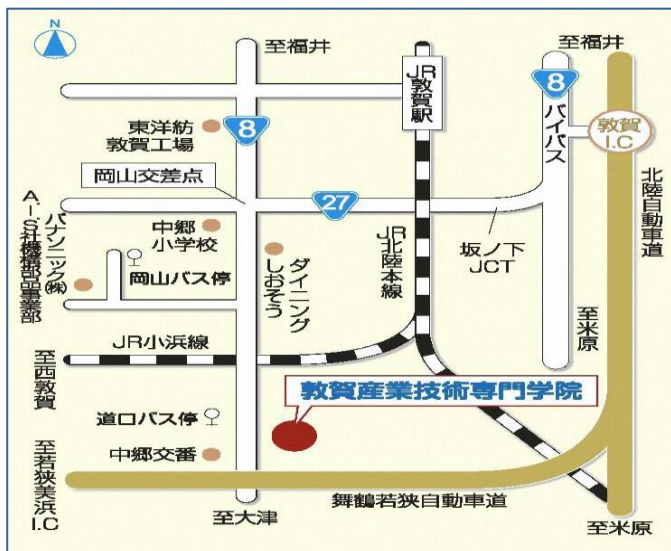 N
至福井
至福井
JR敦賀駅
8
8
バイパス
敦賀
I.C
東洋紡
敦賀工場
北陸自動車道
岡山交差点
27
中郷
小学校
JR北陸本線
坂ノ下
JCT
パナソニック㈱
A.I.S社機構部品事業部
岡山バス停
ダイニング
しおそう
至米原
JR小浜線
至西敦賀
敦賀産業技術専門学院
道口バス停
中郷交番
至若狭美浜I.C
舞鶴若狭自動車道
至大津
至米原